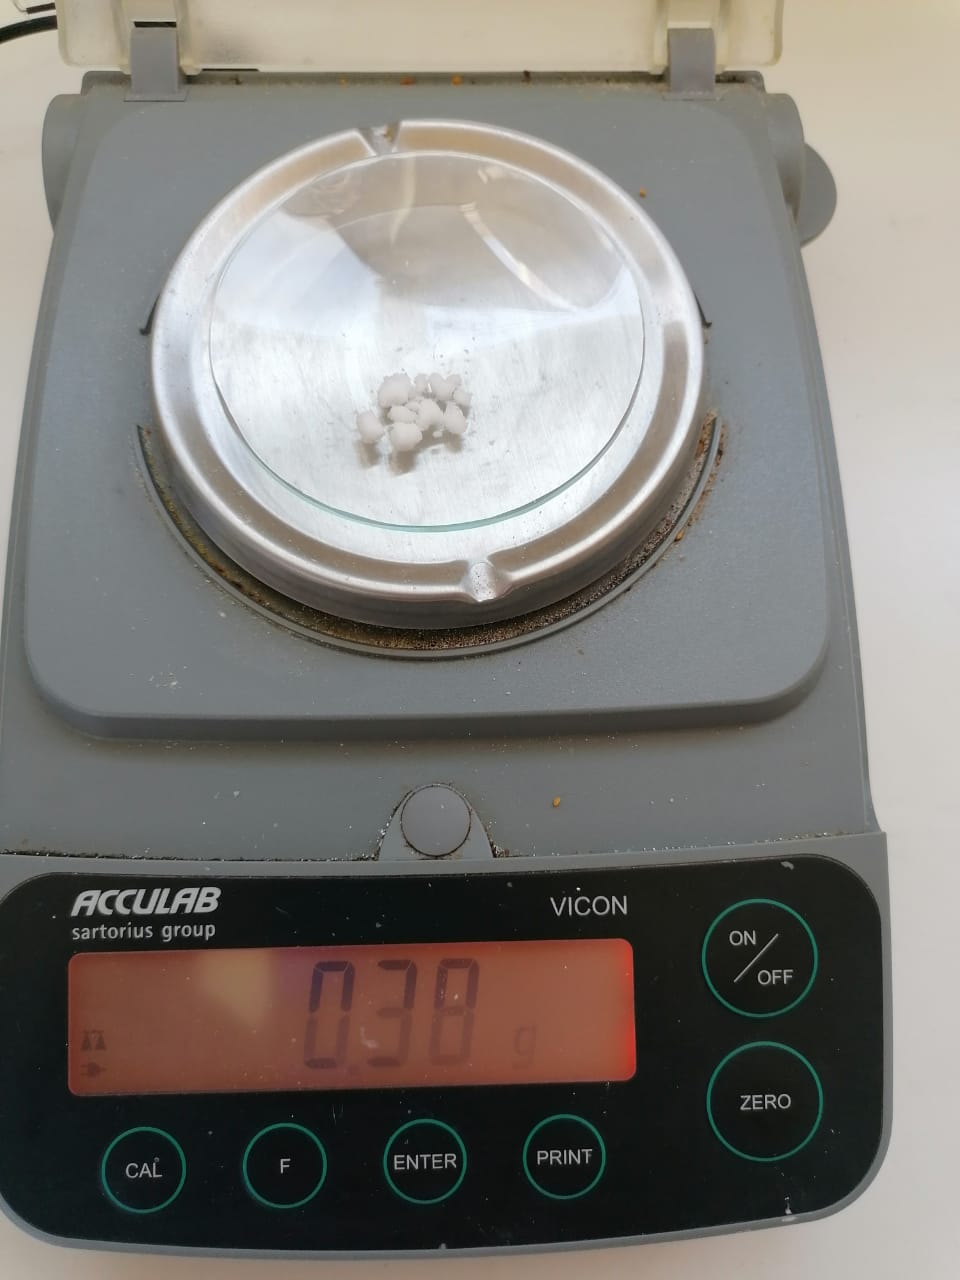 ACCULAB
sartorius group
VICON
ON/OFF
0.38 g
ZERO
CAL
F
ENTER
PRINT